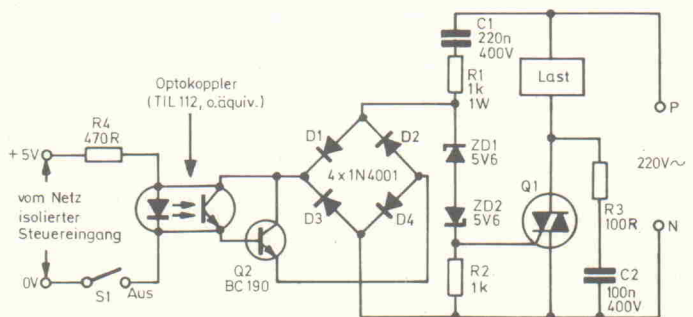 C1
220n
400V
R1
1k
1W
Last
Optokoppler
(TIL 112, o.äquiv.)
R4
470R
+5V
D1
D2
4 x 1N 4001
D3
D4
ZD1
5V6
ZD2
5V6
Q1
P
220V~
N
R3
100R
vom Netz
isolierter
Steuereingang
0V
S1
Aus
Q2
BC 190
R2
1k
C2
100n
400V